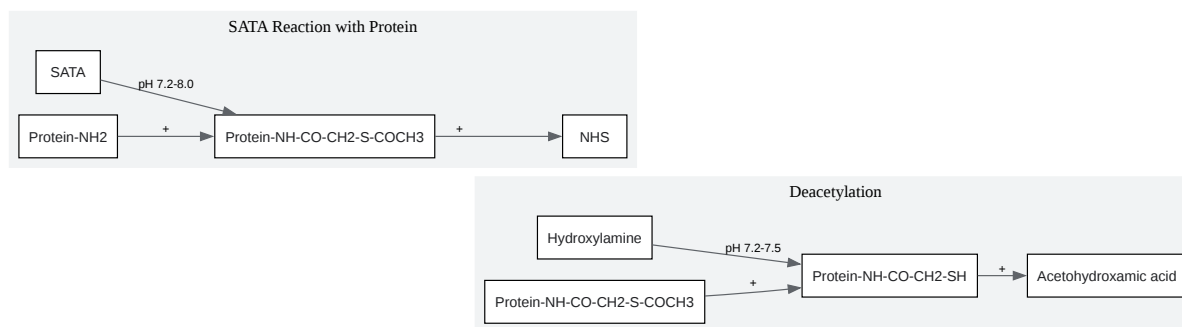 SATA Reaction with Protein
SATA
pH 7.2-8.0
Protein-NH2
+
Protein-NH-CO-CH2-S-COCH3
+
NHS
Deacetylation
Hydroxylamine
pH 7.2-7.5
Protein-NH-CO-CH2-S-COCH3
+
Protein-NH-CO-CH2-SH
+
Acetohydroxamic acid